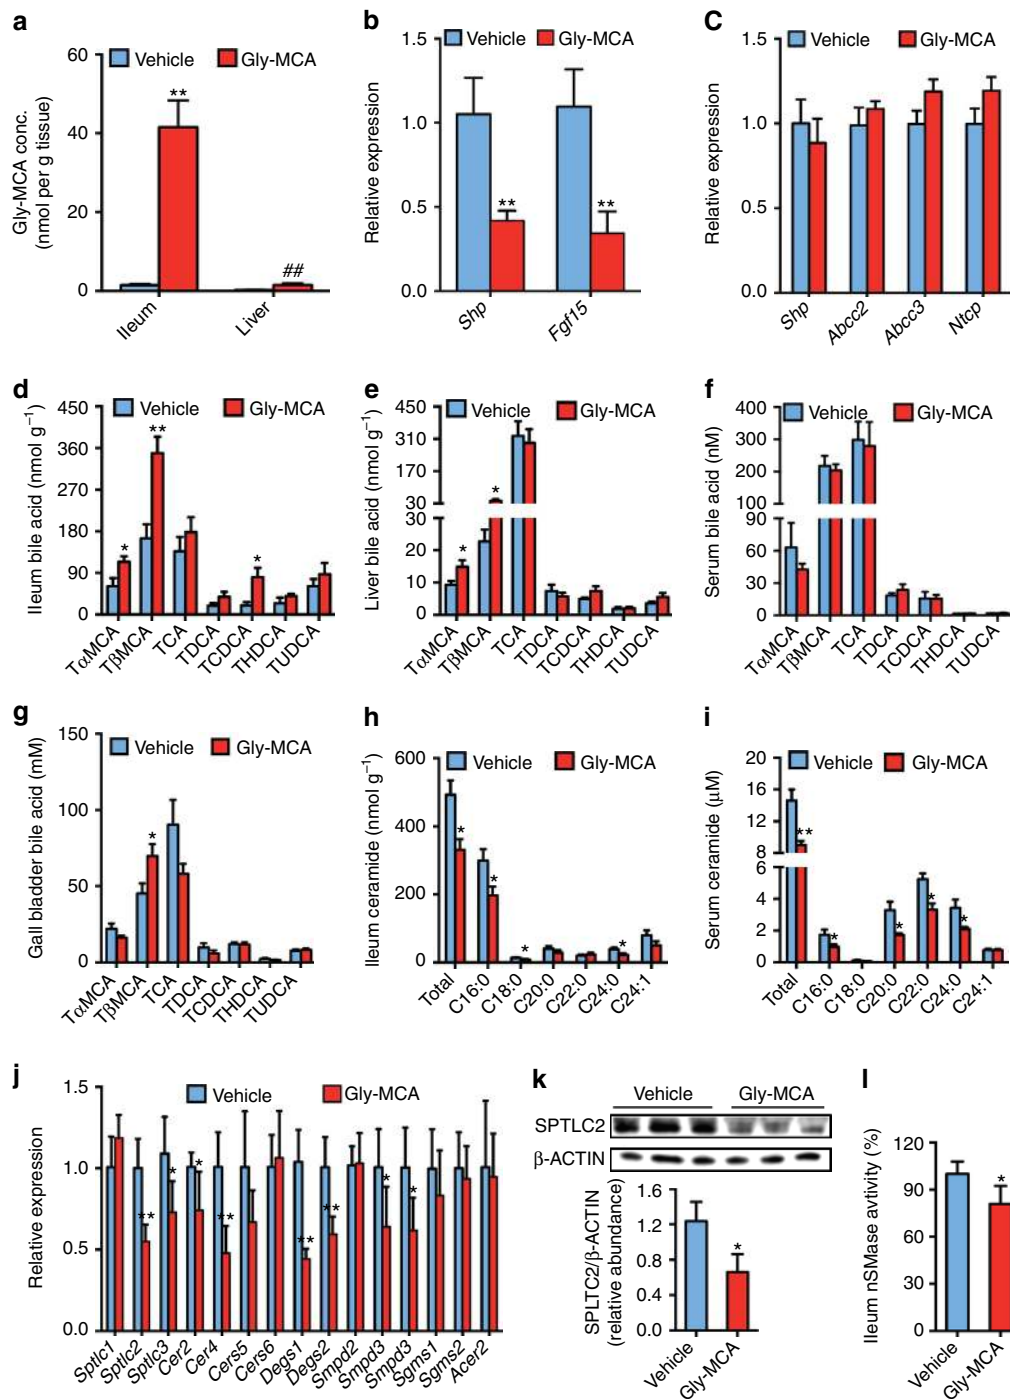 a
Vehicle Gly-MCA
Gly-MCA conc.
(nmol per g tissue)
60
40
20
0
**
##
Ileum
Liver
b
Vehicle Gly-MCA
Relative expression
1.5
1.0
0.5
0.0
**
**
Shp
Fgf15
C
Vehicle Gly-MCA
Relative expression
1.5
1.0
0.5
0.0
Shp
Abcc2
Abcc3
Ntcp
d
Vehicle Gly-MCA
Ileum bile acid (nmol g⁻¹)
450
360
270
180
90
0
*
**
*
TαMCA
TβMCA
TCA
TDCA
TCDCA
THDCA
TUDCA
e
Vehicle Gly-MCA
Liver bile acid (nmol g⁻¹)
450
310
170
30
30
20
10
0
*
*
TαMCA
TβMCA
TCA
TDCA
TCDCA
THDCA
TUDCA
f
Vehicle
Gly-MCA
Serum bile acid (nM)
400
300
200
100
90
60
30
0
TαMCA
TβMCA
TCA
TDCA
TCDCA
THDCA
TUDCA
g
Vehicle Gly-MCA
Gall bladder bile acid (mM)
150
100
50
0
*
TαMCA
TβMCA
TCA
TDCA
TCDCA
THDCA
TUDCA
h
Vehicle Gly-MCA
Ileum ceramide (nmol g⁻¹)
600
400
200
0
*
*
*
*
Total
C16:0
C18:0
C20:0
C22:0
C24:0
C24:1
i
Vehicle Gly-MCA
Serum ceramide (μM)
20
16
12
8
6
4
2
0
**
*
*
*
*
Total
C16:0
C18:0
C20:0
C22:0
C24:0
C24:1
j
Vehicle Gly-MCA
Relative expression
1.5
1.0
0.5
0.0
**
*
*
**
**
**
*
*
Sptlc1
Sptlc2
Sptlc3
Cer2
Cer4
Cers5
Cers6
Degs1
Degs2
Smpd2
Smpd3
Smpd3
Sgms1
Sgms2
Acer2
k
Vehicle Gly-MCA
SPTLC2
β-ACTIN
SPLTC2/β-ACTIN
(relative abundance)
1.6
1.2
0.8
0.4
0.0
*
Vehicle
Gly-MCA
l
Ileum nSMase avtivity (%)
120
90
60
30
0
*
Vehicle
Gly-MCA